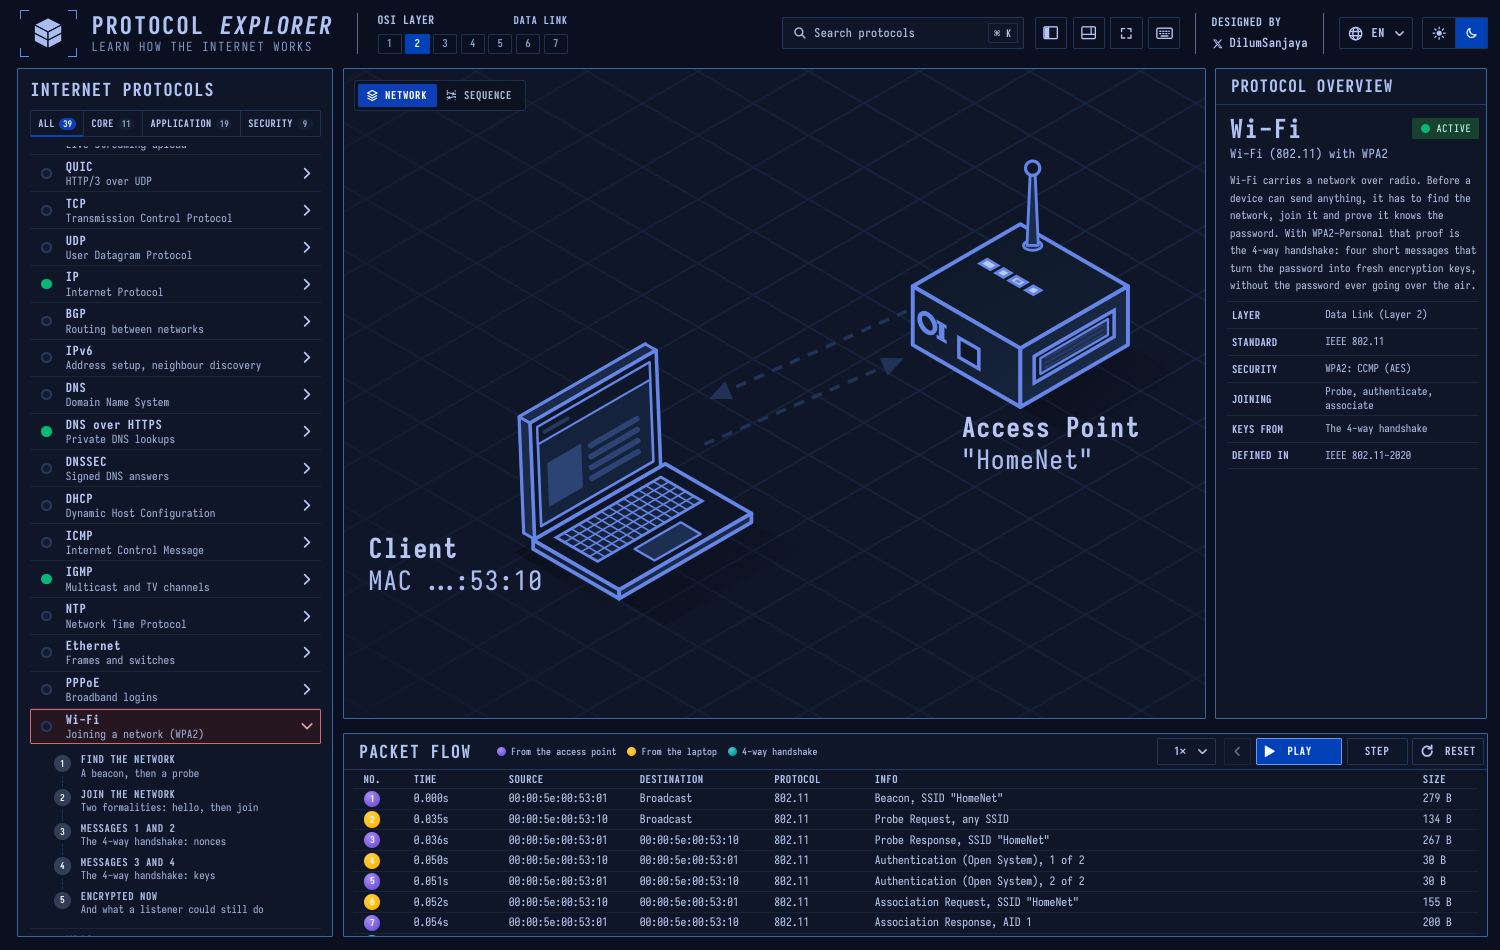 PROTOCOL EXPLORER
LEARN HOW THE INTERNET WORKS
OSI LAYER DATA LINK
1 2 3 4 5 6 7
Search protocols ⌘ K
DESIGNED BY
DilumSanjaya
EN
INTERNET PROTOCOLS
ALL 39 CORE 11 APPLICATION 19 SECURITY 9
Live streaming upload
QUIC
HTTP/3 over UDP
TCP
Transmission Control Protocol
UDP
User Datagram Protocol
IP
Internet Protocol
BGP
Routing between networks
IPv6
Address setup, neighbour discovery
DNS
Domain Name System
DNS over HTTPS
Private DNS lookups
DNSSEC
Signed DNS answers
DHCP
Dynamic Host Configuration
ICMP
Internet Control Message
IGMP
Multicast and TV channels
NTP
Network Time Protocol
Ethernet
Frames and switches
PPPoE
Broadband logins
Wi-Fi
Joining a network (WPA2)
1 FIND THE NETWORK
A beacon, then a probe
2 JOIN THE NETWORK
Two formalities: hello, then join
3 MESSAGES 1 AND 2
The 4-way handshake: nonces
4 MESSAGES 3 AND 4
The 4-way handshake: keys
5 ENCRYPTED NOW
And what a listener could still do
NETWORK SEQUENCE
Access Point
"HomeNet"
Client
MAC ...:53:10
PROTOCOL OVERVIEW
Wi-Fi ACTIVE
Wi-Fi (802.11) with WPA2
Wi-Fi carries a network over radio. Before a
device can send anything, it has to find the
network, join it and prove it knows the
password. With WPA2-Personal that proof is
the 4-way handshake: four short messages that
turn the password into fresh encryption keys,
without the password ever going over the air.
LAYER Data Link (Layer 2)
STANDARD IEEE 802.11
SECURITY WPA2: CCMP (AES)
JOINING Probe, authenticate,
associate
KEYS FROM The 4-way handshake
DEFINED IN IEEE 802.11-2020
PACKET FLOW From the access point From the laptop 4-way handshake 1× PLAY STEP RESET
NO. TIME SOURCE DESTINATION PROTOCOL INFO SIZE
1 0.000s 00:00:5e:00:53:01 Broadcast 802.11 Beacon, SSID "HomeNet" 279 B
2 0.035s 00:00:5e:00:53:10 Broadcast 802.11 Probe Request, any SSID 134 B
3 0.036s 00:00:5e:00:53:01 00:00:5e:00:53:10 802.11 Probe Response, SSID "HomeNet" 267 B
4 0.050s 00:00:5e:00:53:10 00:00:5e:00:53:01 802.11 Authentication (Open System), 1 of 2 30 B
5 0.051s 00:00:5e:00:53:01 00:00:5e:00:53:10 802.11 Authentication (Open System), 2 of 2 30 B
6 0.052s 00:00:5e:00:53:10 00:00:5e:00:53:01 802.11 Association Request, SSID "HomeNet" 155 B
7 0.054s 00:00:5e:00:53:01 00:00:5e:00:53:10 802.11 Association Response, AID 1 200 B